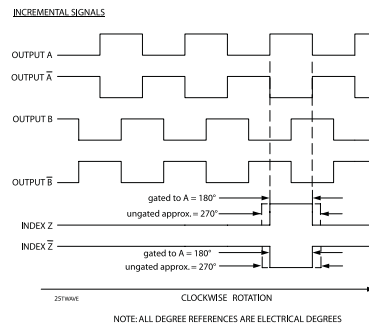 INCREMENTAL SIGNALS
OUTPUT A
OUTPUT A̅
OUTPUT B
OUTPUT B̅
gated to A = 180°
ungated approx. = 270°
INDEX Z
INDEX Z̅
gated to A = 180°
ungated approx. = 270°
25TWAVE
CLOCKWISE ROTATION
NOTE: ALL DEGREE REFERENCES ARE ELECTRICAL DEGREES